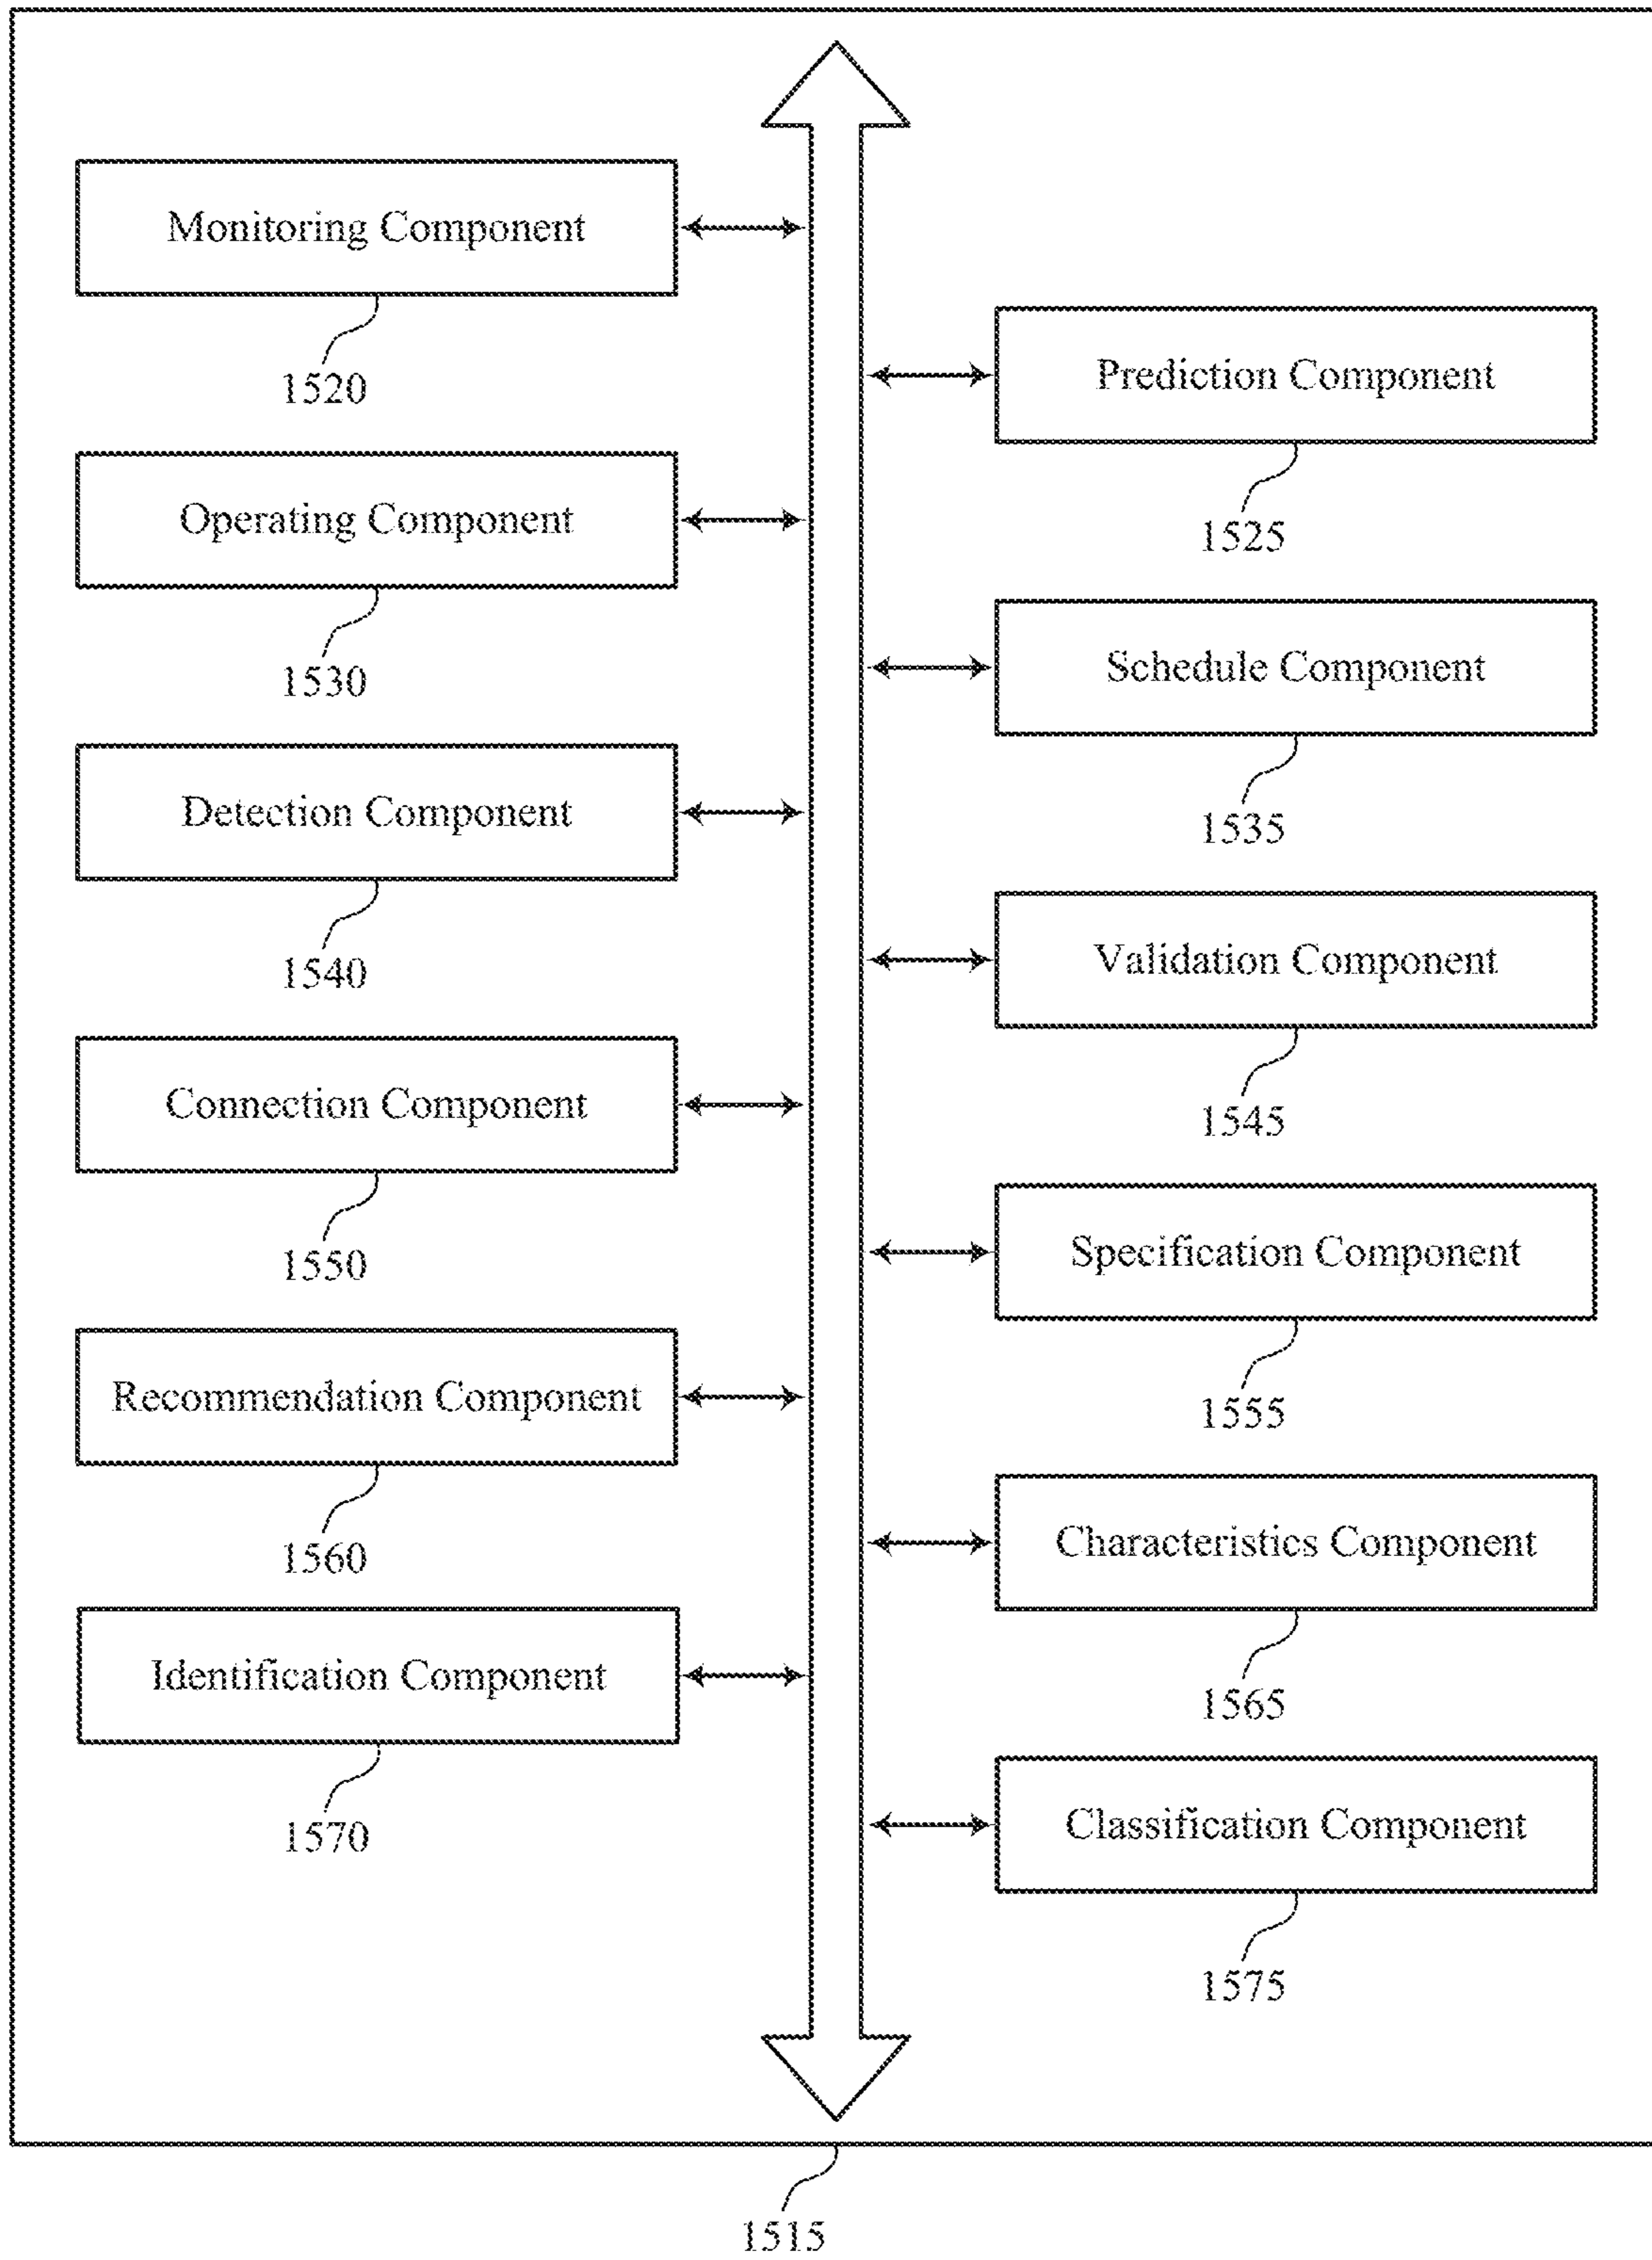 Monitoring Component
1520
Prediction Component
1525
Operating Component
1530
Schedule Component
1535
Detection Component
1540
Validation Component
1545
Connection Component
1550
Specification Component
1555
Recommendation Component
1560
Characteristics Component
1565
Identification Component
1570
Classification Component
1575
1515